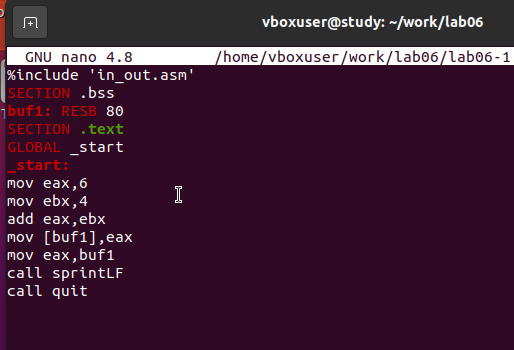 vboxuser@study: ~/work/lab06
GNU nano 4.8 /home/vboxuser/work/lab06/lab06-1
%include 'in_out.asm'
SECTION .bss
buf1: RESB 80
SECTION .text
GLOBAL _start
_start:
mov eax,6
mov ebx,4
add eax,ebx
mov [buf1],eax
mov eax,buf1
call sprintLF
call quit